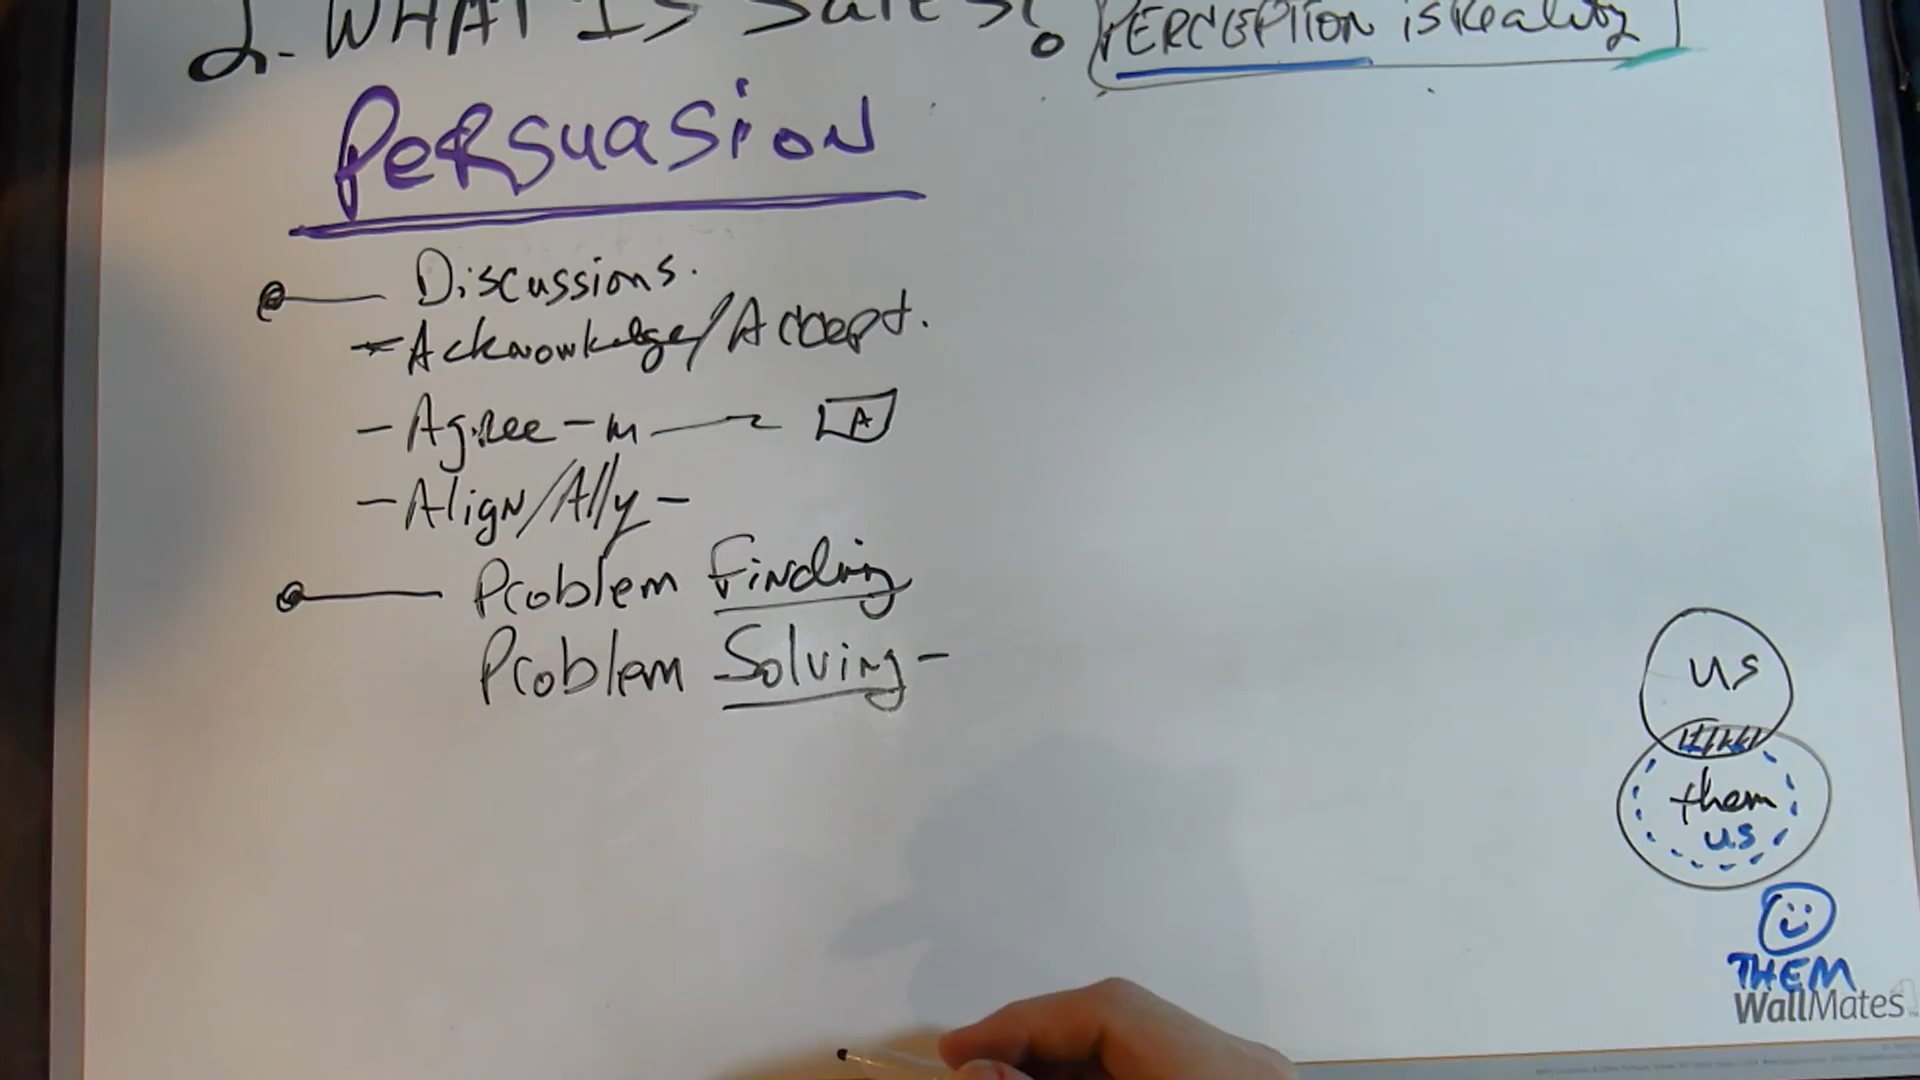 2. WHAT IS Sales?
PERCEPTION is Reality
Persuasion
Discussions.
- Acknowledge/Accept.
- Agree - A
- Align/Ally -
Problem Finding
Problem Solving -
us
them
us
THEM
WallMates